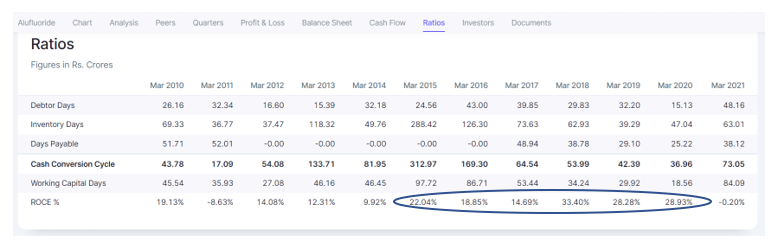 Alufluoride Chart Analysis Peers Quarters Profit & Loss Balance Sheet Cash Flow Ratios Investors Documents
Ratios
Figures in Rs. Crores
Mar 2010 Mar 2011 Mar 2012 Mar 2013 Mar 2014 Mar 2015 Mar 2016 Mar 2017 Mar 2018 Mar 2019 Mar 2020 Mar 2021
Debtor Days 26.16 32.34 16.60 15.39 32.18 24.56 43.00 39.85 29.83 32.20 15.13 48.16
Inventory Days 69.33 36.77 37.47 118.32 49.76 288.42 126.30 73.63 62.93 39.29 47.04 63.01
Days Payable 51.71 52.01 -0.00 -0.00 -0.00 -0.00 -0.00 48.94 38.78 29.10 25.22 38.12
Cash Conversion Cycle 43.78 17.09 54.08 133.71 81.95 312.97 169.30 64.54 53.99 42.39 36.96 73.05
Working Capital Days 45.54 35.93 27.08 46.16 46.45 97.72 86.71 53.44 34.24 29.92 18.56 84.09
ROCE % 19.13% -8.63% 14.08% 12.31% 9.92% 22.04% 18.85% 14.69% 33.40% 28.28% 28.93% -0.20%